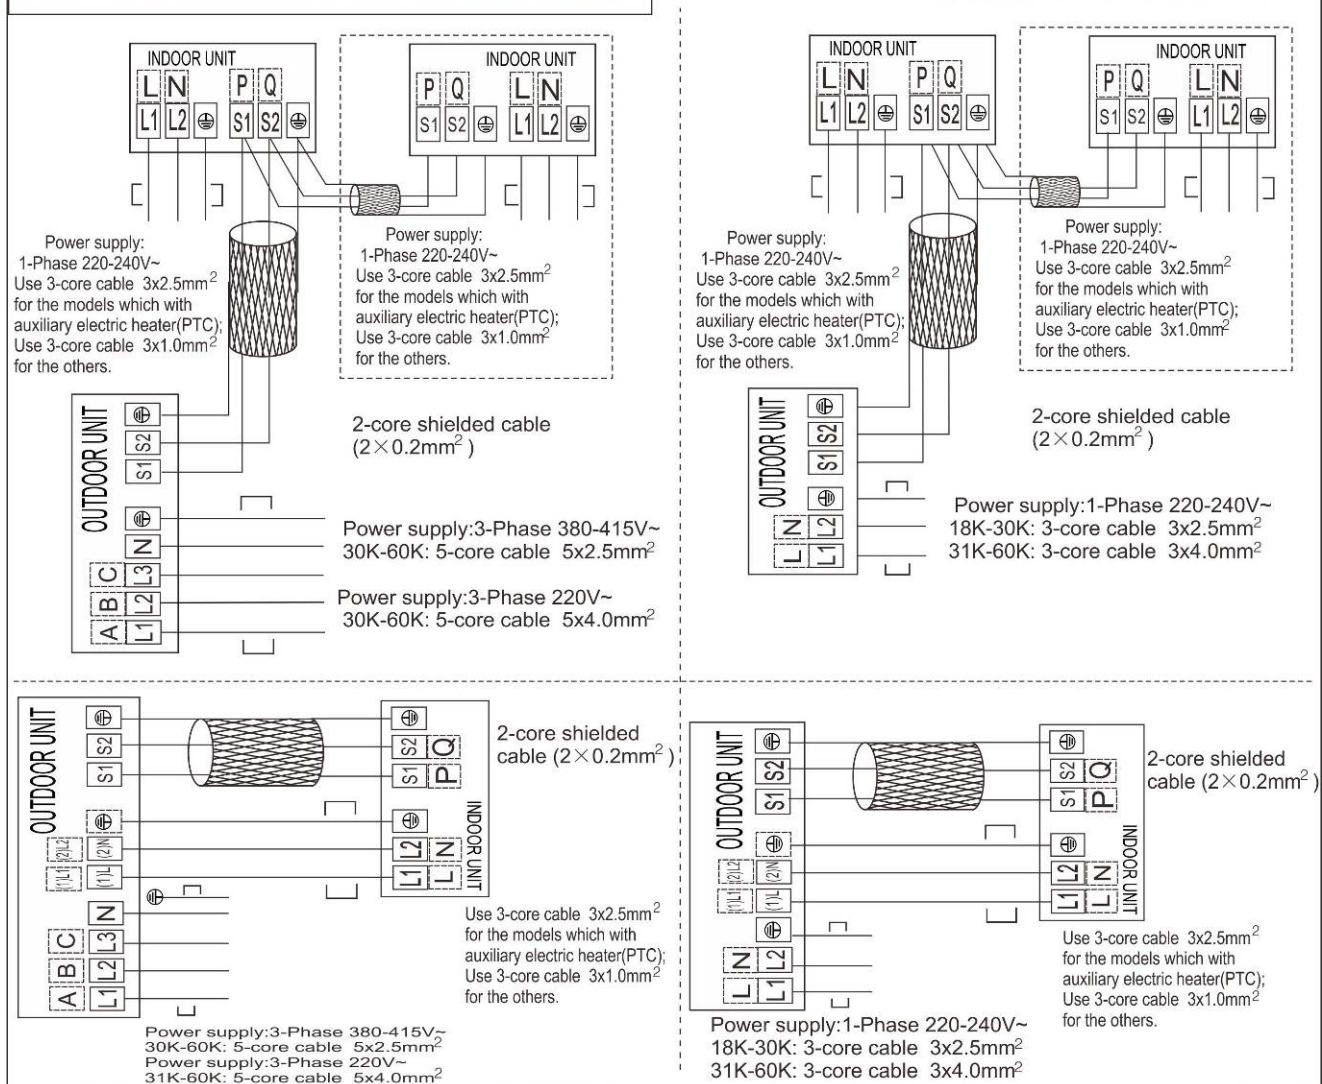 INDOOR UNIT
L N P Q
L1 L2 S1 S2
INDOOR UNIT
P Q L N
S1 S2 L1 L2
Power supply:
1-Phase 220-240V~
Use 3-core cable 3x2.5mm²
for the models which with
auxiliary electric heater(PTC);
Use 3-core cable 3x1.0mm²
for the others.
Power supply:
1-Phase 220-240V~
Use 3-core cable 3x2.5mm²
for the models which with
auxiliary electric heater(PTC);
Use 3-core cable 3x1.0mm²
for the others.
OUTDOOR UNIT
S2
S1
N
C L3
B L2
A L1
2-core shielded cable
(2×0.2mm²)
Power supply:3-Phase 380-415V~
30K-60K: 5-core cable 5x2.5mm²
Power supply:3-Phase 220V~
30K-60K: 5-core cable 5x4.0mm²
INDOOR UNIT
L N P Q
L1 L2 S1 S2
INDOOR UNIT
P Q L N
S1 S2 L1 L2
Power supply:
1-Phase 220-240V~
Use 3-core cable 3x2.5mm²
for the models which with
auxiliary electric heater(PTC);
Use 3-core cable 3x1.0mm²
for the others.
Power supply:
1-Phase 220-240V~
Use 3-core cable 3x2.5mm²
for the models which with
auxiliary electric heater(PTC);
Use 3-core cable 3x1.0mm²
for the others.
OUTDOOR UNIT
S2
S1
N L2
L L1
2-core shielded cable
(2×0.2mm²)
Power supply:1-Phase 220-240V~
18K-30K: 3-core cable 3x2.5mm²
31K-60K: 3-core cable 3x4.0mm²
OUTDOOR UNIT
S2
S1
(2)L2 (2)N
(1)L1 (1)L
N
C L3
B L2
A L1
S2 Q
S1 P
L2 N
L1 L
INDOOR UNIT
2-core shielded
cable (2×0.2mm²)
Use 3-core cable 3x2.5mm²
for the models which with
auxiliary electric heater(PTC);
Use 3-core cable 3x1.0mm²
for the others.
Power supply:3-Phase 380-415V~
30K-60K: 5-core cable 5x2.5mm²
Power supply:3-Phase 220V~
31K-60K: 5-core cable 5x4.0mm²
OUTDOOR UNIT
S2
S1
(2)L2 (2)N
(1)L1 (1)L
N L2
L L1
S2 Q
S1 P
L2 N
L1 L
INDOOR UNIT
2-core shielded
cable (2×0.2mm²)
Use 3-core cable 3x2.5mm²
for the models which with
auxiliary electric heater(PTC);
Use 3-core cable 3x1.0mm²
for the others.
Power supply:1-Phase 220-240V~
18K-30K: 3-core cable 3x2.5mm²
31K-60K: 3-core cable 3x4.0mm²